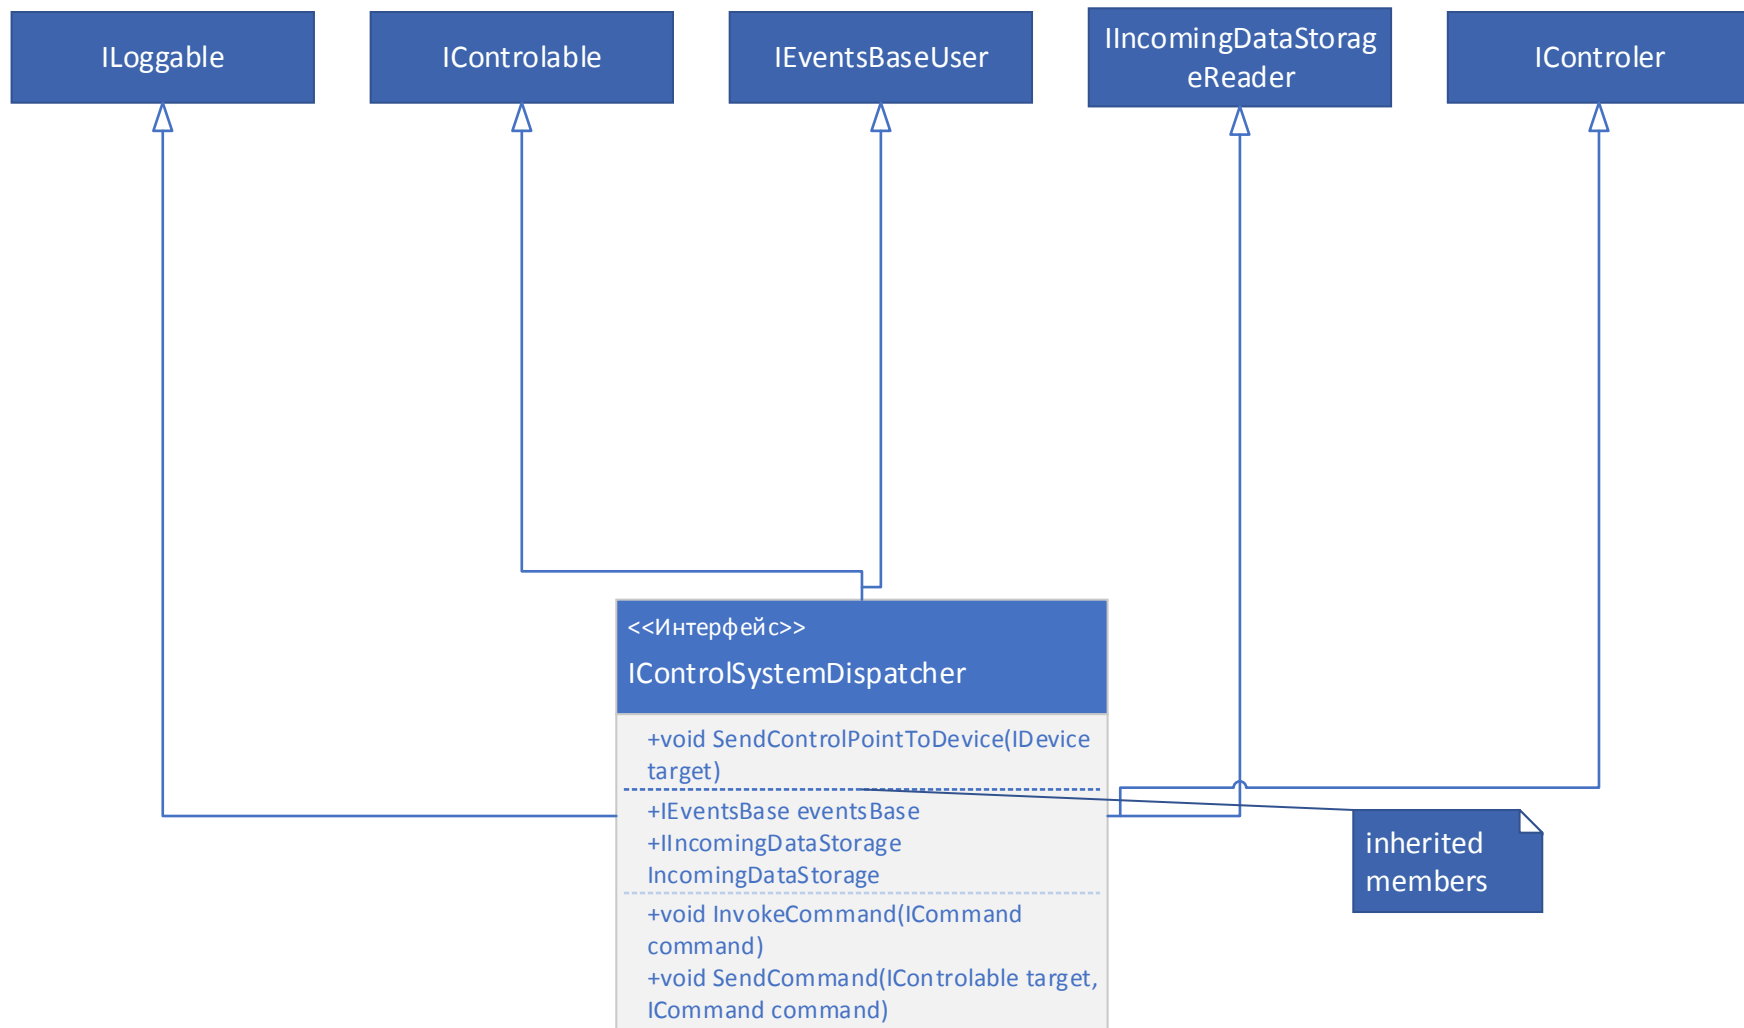 ILoggable
IControlable
IEventsBaseUser
IIncomingDataStorag
eReader
IControler
<<Интерфейс>>
IControlSystemDispatcher
+void SendControlPointToDevice(IDevice
target)
+IEventsBase eventsBase
+IIncomingDataStorage
IncomingDataStorage
+void InvokeCommand(ICommand
command)
+void SendCommand(IControlable target,
ICommand command)
inherited
members